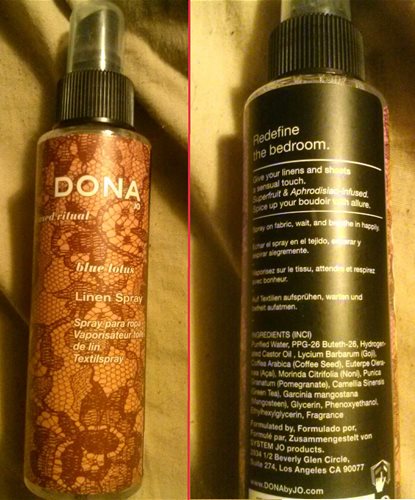 DONA
JO
ritual
blue lotus
Linen Spray
Spray para ropa
Vaporisateur toile
de lin.
Textilspray
Redefine
the bedroom.
Give your linens and sheets
a sensual touch.
Superfruit & Aphrodisiac-infused.
Spice up your boudoir with allure.
Spray on fabric, wait, and breathe in happily.
Echar el spray en el tejido, esperar y
aspirar alegremente.
Vaporisez sur le tissu, attendez et respirez
avec bonheur.
Auf Textilien aufsprühen, warten und
befreit aufatmen.
INGREDIENTS (INCI)
Purified Water, PPG-26 Buteth-26, Hydrogen-
ated Castor Oil , Lycium Barbarum (Goji),
Coffea Arabica (Coffee Seed), Euterpe Olera-
cea (Açai), Morinda Citrifolia (Noni), Punica
Granatum (Pomegranate), Camellia Sinensis
(Green Tea), Garcinia mangostana
(Mangosteen), Glycerin, Phenoxyethanol,
Ethylhexylglycerin, Fragrance
Formulated by, Formulado por.
Formulé par, Zusammengestelt von
SYSTEM JO products.
2934 1/2 Beverly Glen Circle,
Suite 274, Los Angeles CA 90077
www.DONAbyJO.com